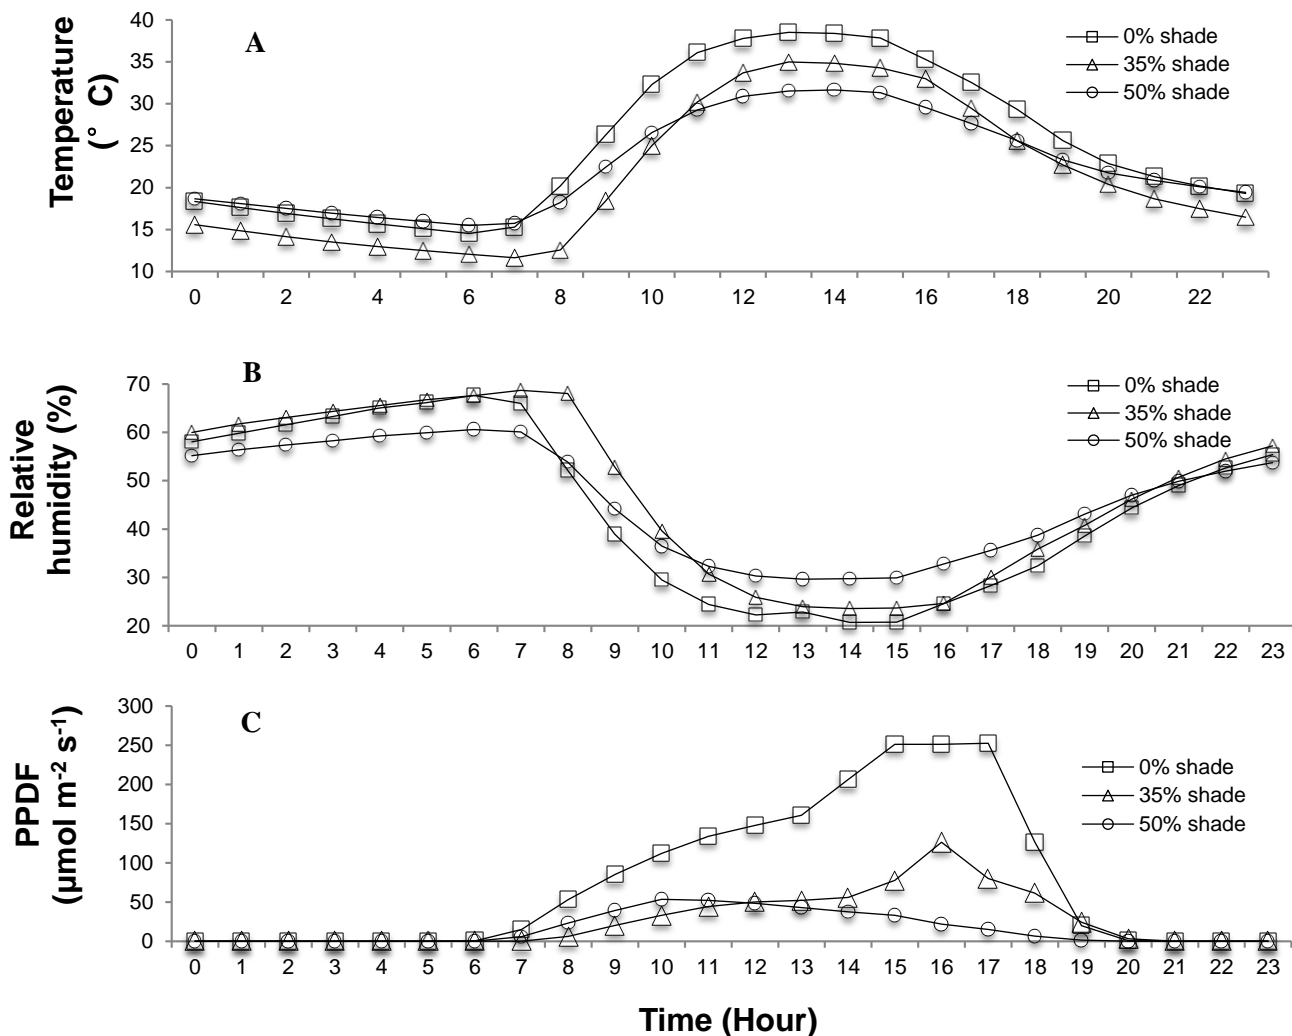 A
Temperature
(° C)
40
35
30
25
20
15
10
0 2 4 6 8 10 12 14 16 18 20 22
0% shade
35% shade
50% shade
B
Relative
humidity (%)
70
60
50
40
30
20
0 1 2 3 4 5 6 7 8 9 10 11 12 13 14 15 16 17 18 19 20 21 22 23
0% shade
35% shade
50% shade
C
PPDF
(µmol m-2 s-1)
300
250
200
150
100
50
0
0 1 2 3 4 5 6 7 8 9 10 11 12 13 14 15 16 17 18 19 20 21 22 23
0% shade
35% shade
50% shade
Time (Hour)